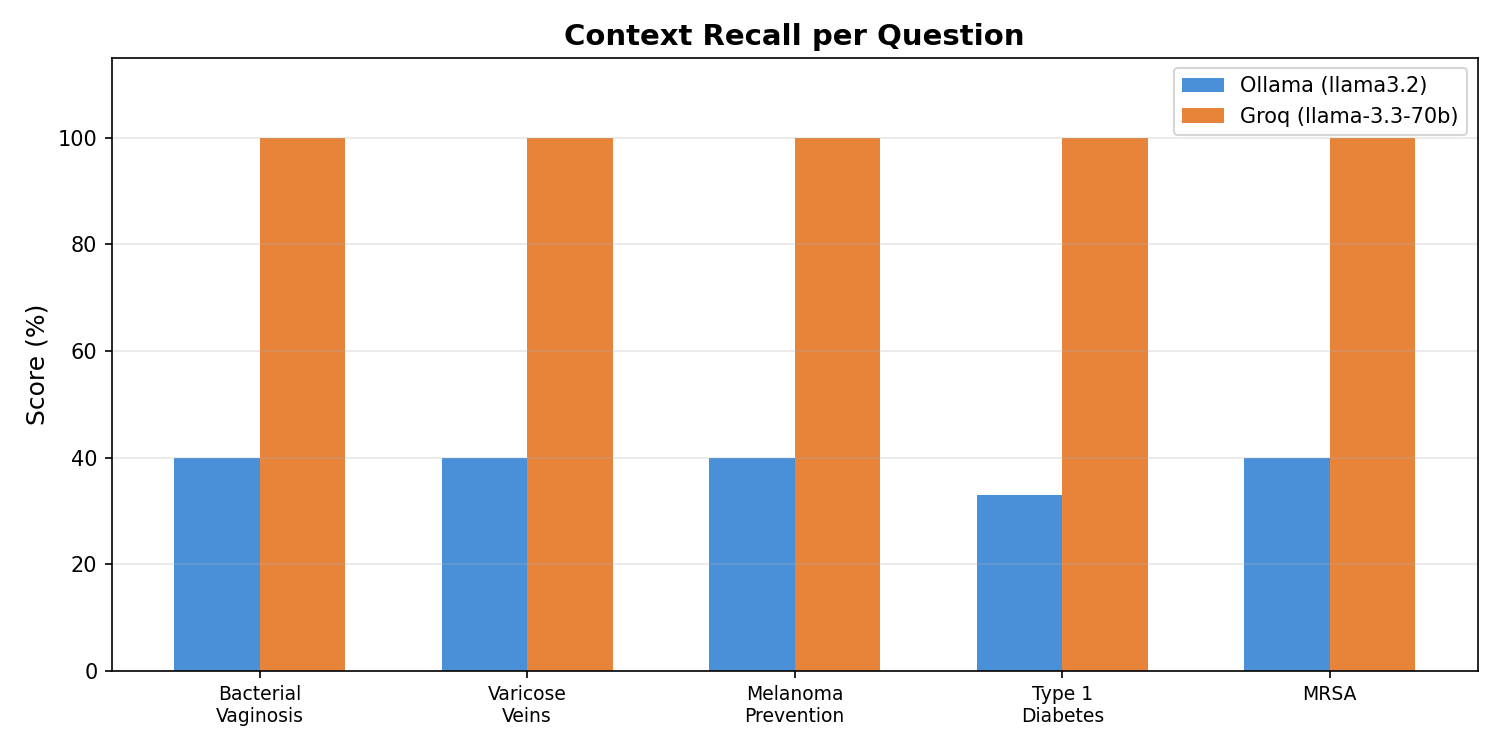 Context Recall per Question
Ollama (llama3.2)
Groq (llama-3.3-70b)
Score (%)
100
80
60
40
20
0
Bacterial
Vaginosis
Varicose
Veins
Melanoma
Prevention
Type 1
Diabetes
MRSA